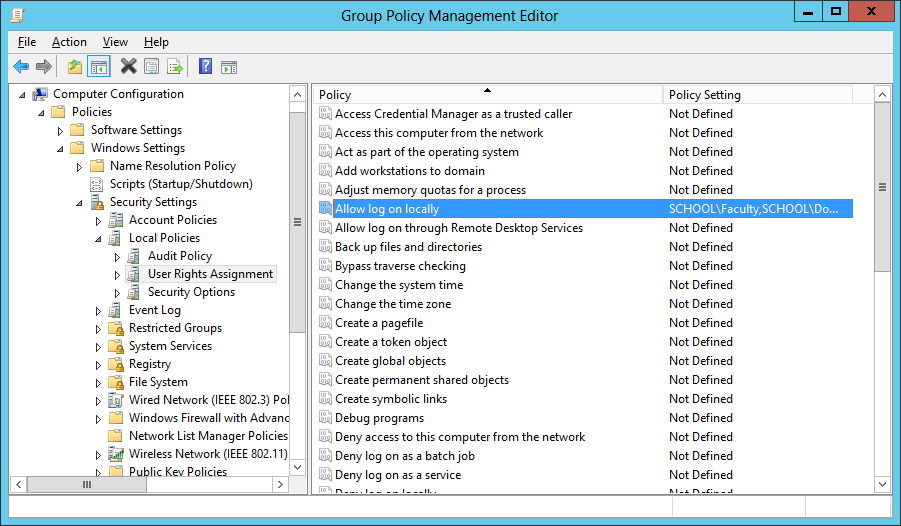 Group Policy Management Editor
File Action View Help
Computer Configuration
Policies
Software Settings
Windows Settings
Name Resolution Policy
Scripts (Startup/Shutdown)
Security Settings
Account Policies
Local Policies
Audit Policy
User Rights Assignment
Security Options
Event Log
Restricted Groups
System Services
Registry
File System
Wired Network (IEEE 802.3) Pol
Windows Firewall with Advanc
Network List Manager Policies
Wireless Network (IEEE 802.11)
Public Key Policies
Policy Policy Setting
Access Credential Manager as a trusted caller Not Defined
Access this computer from the network Not Defined
Act as part of the operating system Not Defined
Add workstations to domain Not Defined
Adjust memory quotas for a process Not Defined
Allow log on locally SCHOOL\Faculty,SCHOOL\Do...
Allow log on through Remote Desktop Services Not Defined
Back up files and directories Not Defined
Bypass traverse checking Not Defined
Change the system time Not Defined
Change the time zone Not Defined
Create a pagefile Not Defined
Create a token object Not Defined
Create global objects Not Defined
Create permanent shared objects Not Defined
Create symbolic links Not Defined
Debug programs Not Defined
Deny access to this computer from the network Not Defined
Deny log on as a batch job Not Defined
Deny log on as a service Not Defined
Deny log on locally Not Defined